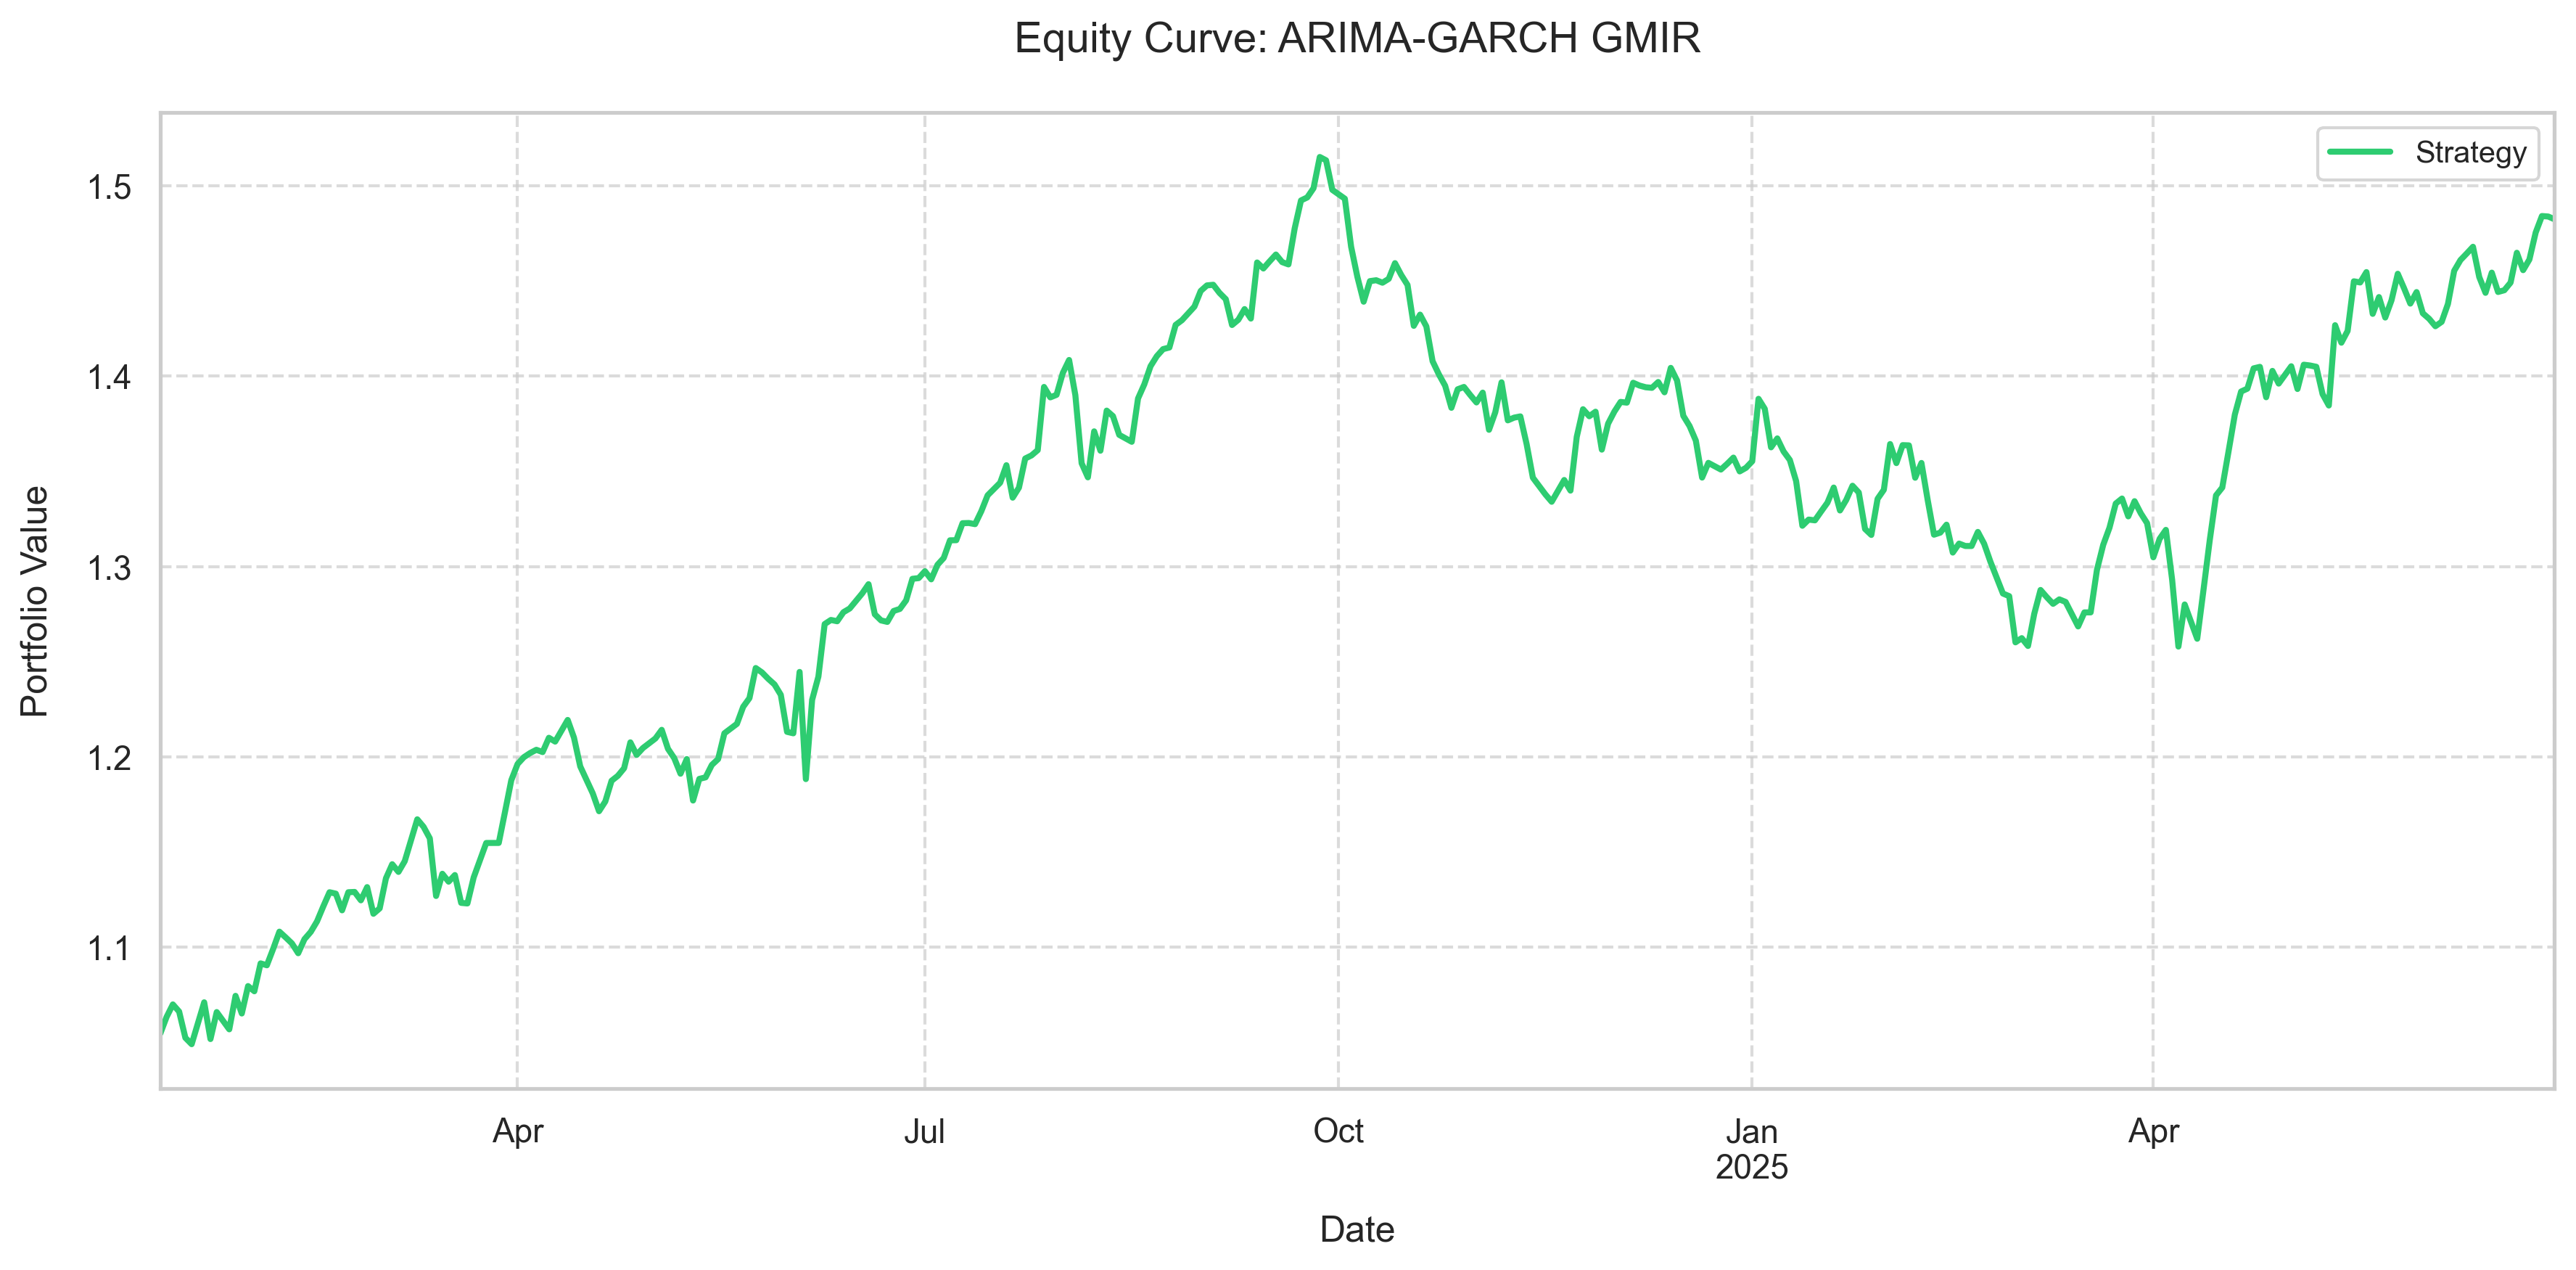 Equity Curve: ARIMA-GARCH GMIR
Strategy
1.5
1.4
1.3
1.2
1.1
Portfolio Value
Apr
Jul
Oct
Jan
2025
Apr
Date